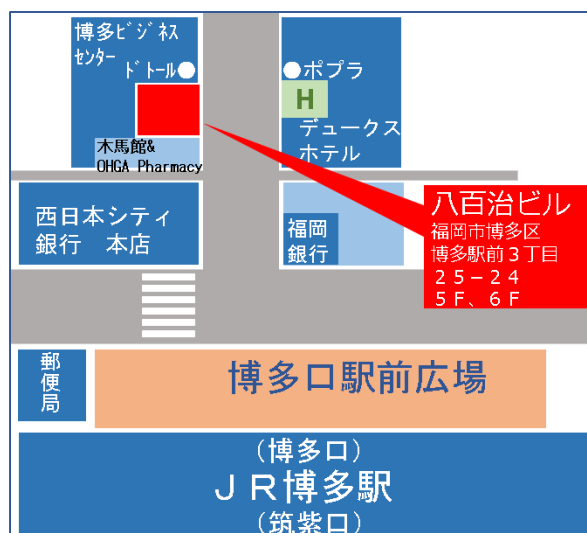 博多ﾋﾞｼﾞﾈｽ
ｾﾝﾀｰ
ﾄﾞﾄｰﾙ
ポプラ
H
デュークス
ホテル
木馬館&
OHGA Pharmacy
八百治ビル
福岡市博多区
博多駅前３丁目
２５－２４
５Ｆ、６Ｆ
西日本シティ
銀行　本店
福岡
銀行
郵便局
博多口駅前広場
(博多口)
ＪＲ博多駅
(筑紫口)